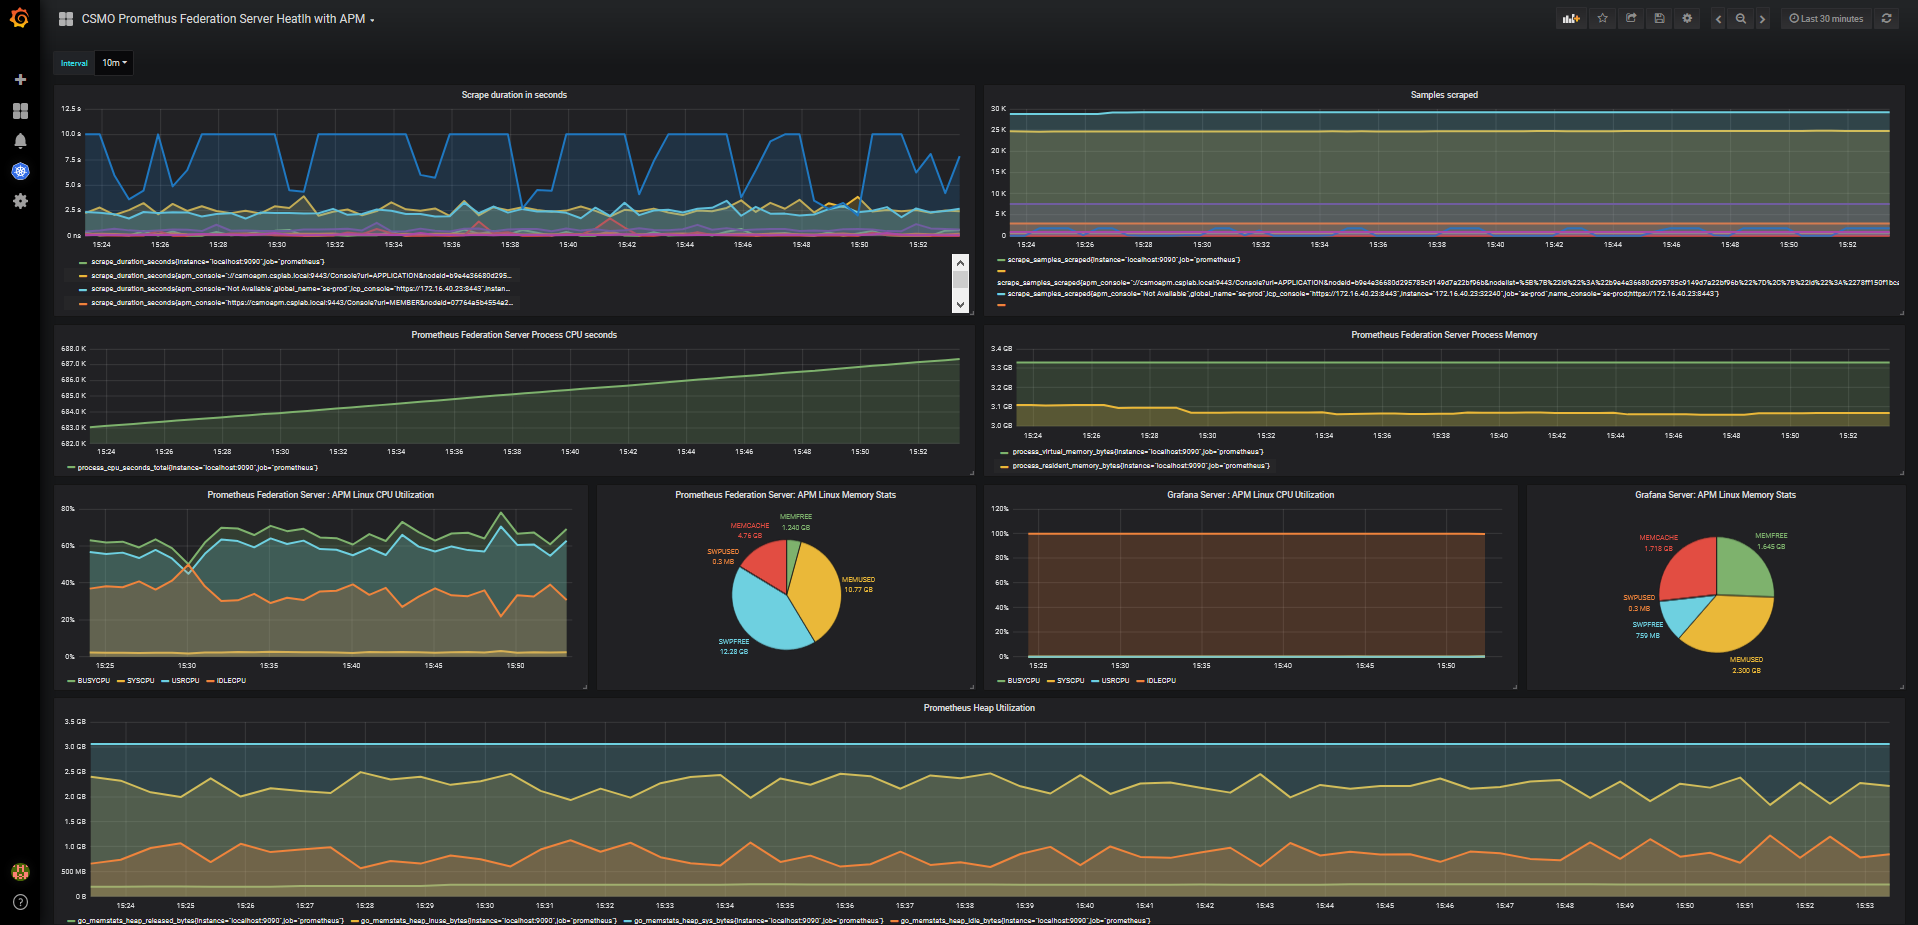 CSMO Promethus Federation Server Heatlh with APM
Last 30 minutes
Interval 10m
Scrape duration in seconds
12.5 s
10.0 s
7.5 s
5.0 s
2.5 s
0 ns
15:24 15:26 15:28 15:30 15:32 15:34 15:36 15:38 15:40 15:42 15:44 15:46 15:48 15:50 15:52
scrape_duration_seconds{instance="localhost:9090",job="prometheus"}
scrape_duration_seconds{apm_console="://csmoapm.csplab.local:9443/Console?url=APPLICATION&nodeId=b9e4e36680d295...
scrape_duration_seconds{apm_console="Not Available",global_name="se-prod",icp_console="https://172.16.40.23:8443",instan...
scrape_duration_seconds{apm_console="https://csmoapm.csplab.local:9443/Console?url=MEMBER&nodeId=07764a5b4554e2...
Samples scraped
30 K
25 K
20 K
15 K
10 K
5 K
0
15:24 15:26 15:28 15:30 15:32 15:34 15:36 15:38 15:40 15:42 15:44 15:46 15:48 15:50 15:52
scrape_samples_scraped{instance="localhost:9090",job="prometheus"}
scrape_samples_scraped{apm_console="://csmoapm.csplab.local:9443/Console?url=APPLICATION&nodeId=b9e4e36680d295785c9149d7a22bf96b&nodelist=%5B%7B%22id%22%3A%22b9e4e36680d295785c9149d7a22bf96b%22%7D%2C%7B%22id%22%3A%2278ff150f1bca
scrape_samples_scraped{apm_console="Not Available",global_name="se-prod",icp_console="https://172.16.40.23:8443",instance="172.16.40.23:32240",job="se-prod",name_console="se-prod;https://172.16.40.23:8443"}
Prometheus Federation Server Process CPU seconds
688.0 K
687.0 K
686.0 K
685.0 K
684.0 K
683.0 K
682.0 K
15:24 15:26 15:28 15:30 15:32 15:34 15:36 15:38 15:40 15:42 15:44 15:46 15:48 15:50 15:52
process_cpu_seconds_total{instance="localhost:9090",job="prometheus"}
Prometheus Federation Server Process Memory
3.4 GB
3.3 GB
3.2 GB
3.1 GB
3.0 GB
15:24 15:26 15:28 15:30 15:32 15:34 15:36 15:38 15:40 15:42 15:44 15:46 15:48 15:50 15:52
process_virtual_memory_bytes{instance="localhost:9090",job="prometheus"}
process_resident_memory_bytes{instance="localhost:9090",job="prometheus"}
Prometheus Federation Server : APM Linux CPU Utilization
80%
60%
40%
20%
0%
15:25 15:30 15:35 15:40 15:45 15:50
BUSYCPU SYSCPU USRCPU IDLECPU
Prometheus Federation Server: APM Linux Memory Stats
MEMFREE
1.240 GB
MEMCACHE
4.76 GB
SWPUSED
0.3 MB
MEMUSED
10.77 GB
SWPFREE
12.28 GB
Grafana Server : APM Linux CPU Utilization
120%
100%
80%
60%
40%
20%
0%
15:25 15:30 15:35 15:40 15:45 15:50
BUSYCPU SYSCPU USRCPU IDLECPU
Grafana Server: APM Linux Memory Stats
MEMCACHE
1.718 GB
MEMFREE
1.645 GB
SWPUSED
0.3 MB
SWPFREE
759 MB
MEMUSED
2.300 GB
Prometheus Heap Utilization
3.5 GB
3.0 GB
2.5 GB
2.0 GB
1.5 GB
1.0 GB
500 MB
0 B
15:24 15:25 15:26 15:27 15:28 15:29 15:30 15:31 15:32 15:33 15:34 15:35 15:36 15:37 15:38 15:39 15:40 15:41 15:42 15:43 15:44 15:45 15:46 15:47 15:48 15:49 15:50 15:51 15:52 15:53
go_memstats_heap_released_bytes{instance="localhost:9090",job="prometheus"} go_memstats_heap_inuse_bytes{instance="localhost:9090",job="prometheus"} go_memstats_heap_sys_bytes{instance="localhost:9090",job="prometheus"} go_memstats_heap_idle_bytes{instance="localhost:9090",job="prometheus"}